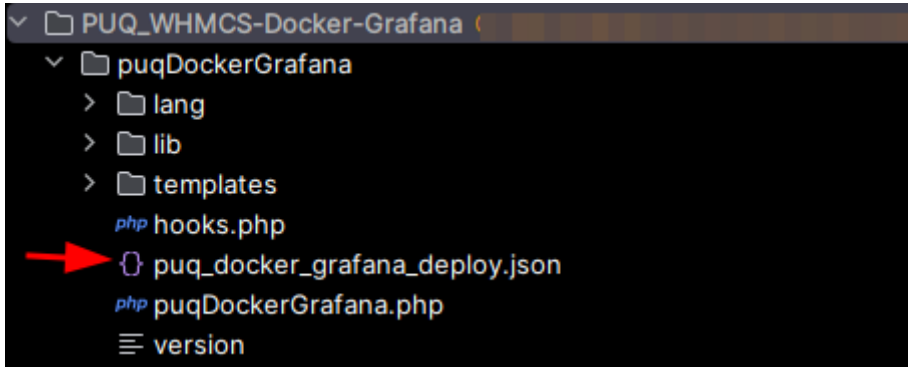 PUQ_WHMCS-Docker-Grafana
puqDockerGrafana
lang
lib
templates
php hooks.php
{} puq_docker_grafana_deploy.json
php puqDockerGrafana.php
version